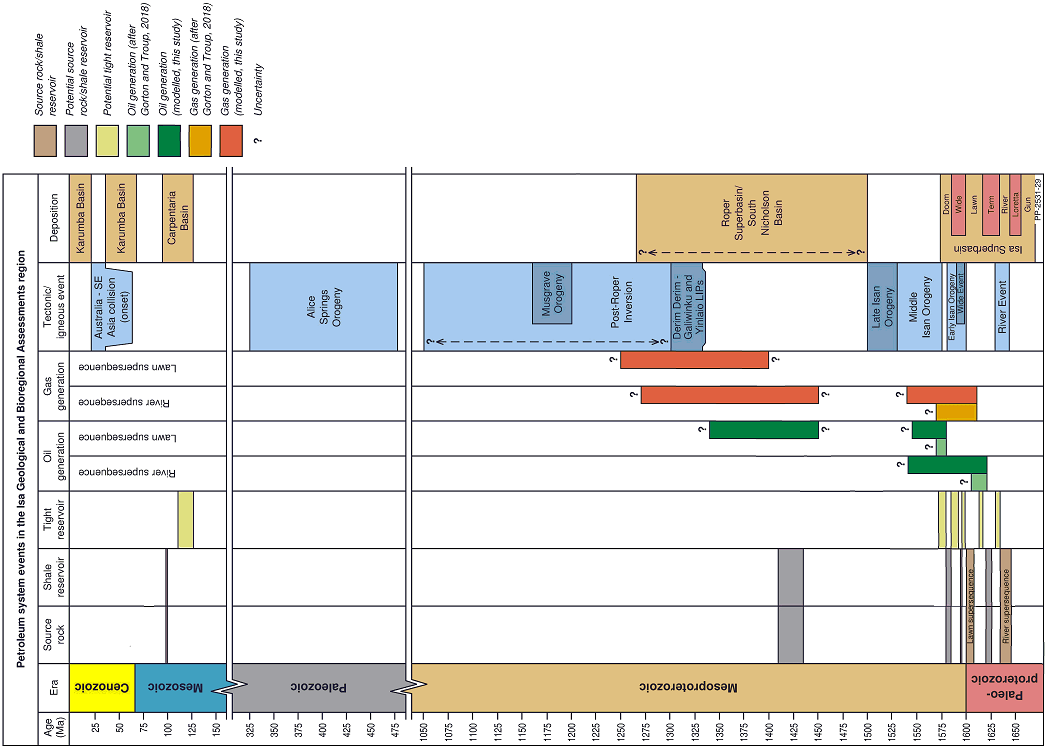 Petroleum system events in the Isa Geological and Bioregional Assessments region
Age
(Ma)
Era
Source
rock
Shale
reservoir
Tight
reservoir
Oil
generation
Gas
generation
Tectonic/
igneous event
Deposition
River supersequence
Lawn supersequence
River supersequence
Lawn supersequence
25
50
75
100
125
150
325
350
375
400
425
450
475
1050
1075
1100
1125
1150
1175
1200
1225
1250
1275
1300
1325
1350
1375
1400
1425
1450
1475
1500
1525
1550
1575
1600
1625
1650
Cenozoic
Mesozoic
Paleozoic
Mesoproterozoic
Paleo-
proterozoic
Lawn supersequence
River supersequence
?
?
?
?
?
?
?
?
?
?
?
?
Australia - SE
Asia collision
(onset)
Alice
Springs
Orogeny
?
?
Musgrave
Orogeny
Post-Roper
Inversion
Derim Derim -
Galiwinku and
Yinlalo LIPs
Late Isan
Orogeny
Middle
Isan Orogeny
Early Isan Orogeny
Wide Event
River Event
Karumba Basin
Karumba Basin
Carpentaria
Basin
Roper
Superbasin/
South
Nicholson
Basin
?
?
Isa Superbasin
Doom
Wide
Lawn
Term
River
Loretta
Gun
PP-2531-29
Source rock/shale
reservoir
Potential source
rock/shale reservoir
Potential tight reservoir
Oil generation (after
Gorton and Troup, 2018)
Oil generation
(modelled, this study)
Gas generation (after
Gorton and Troup, 2018)
Gas generation
(modelled, this study)
? Uncertainty